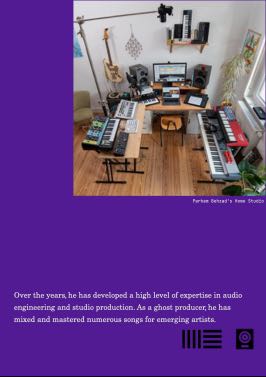 Parham Behzad's Home Studio
Over the years, he has developed a high level of expertise in audio
engineering and studio production. As a ghost producer, he has
mixed and mastered numerous songs for emerging artists.